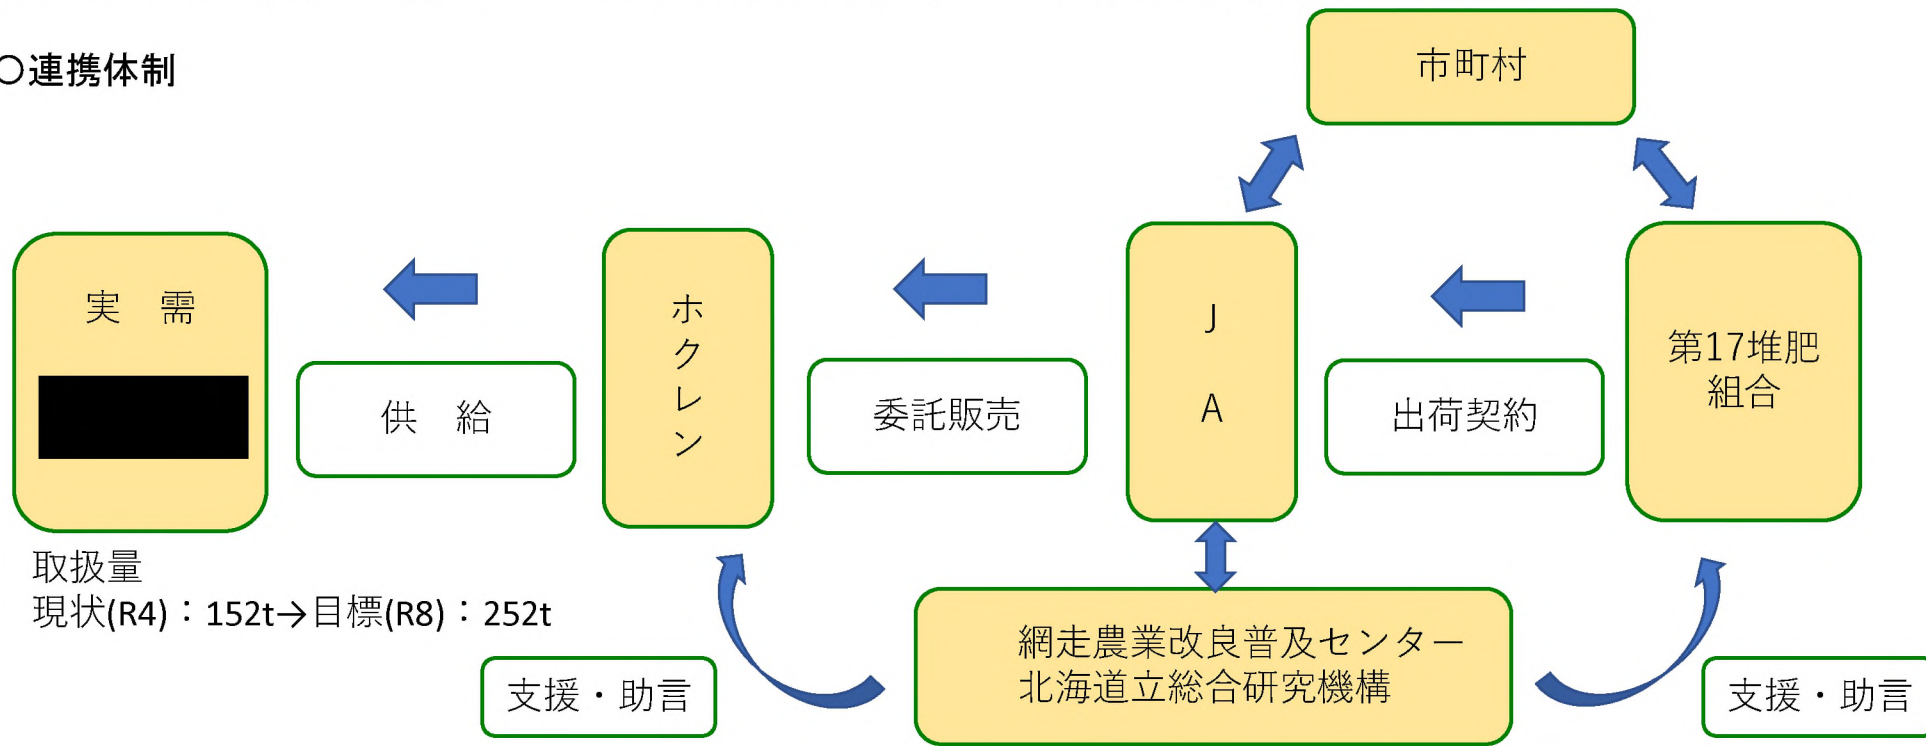 〇連携体制
市町村
実　需
ホクレン
J
A
第17堆肥
組合
供　給
委託販売
出荷契約
取扱量
現状(R4)：152t→目標(R8)：252t
網走農業改良普及センター
北海道立総合研究機構
支援・助言
支援・助言